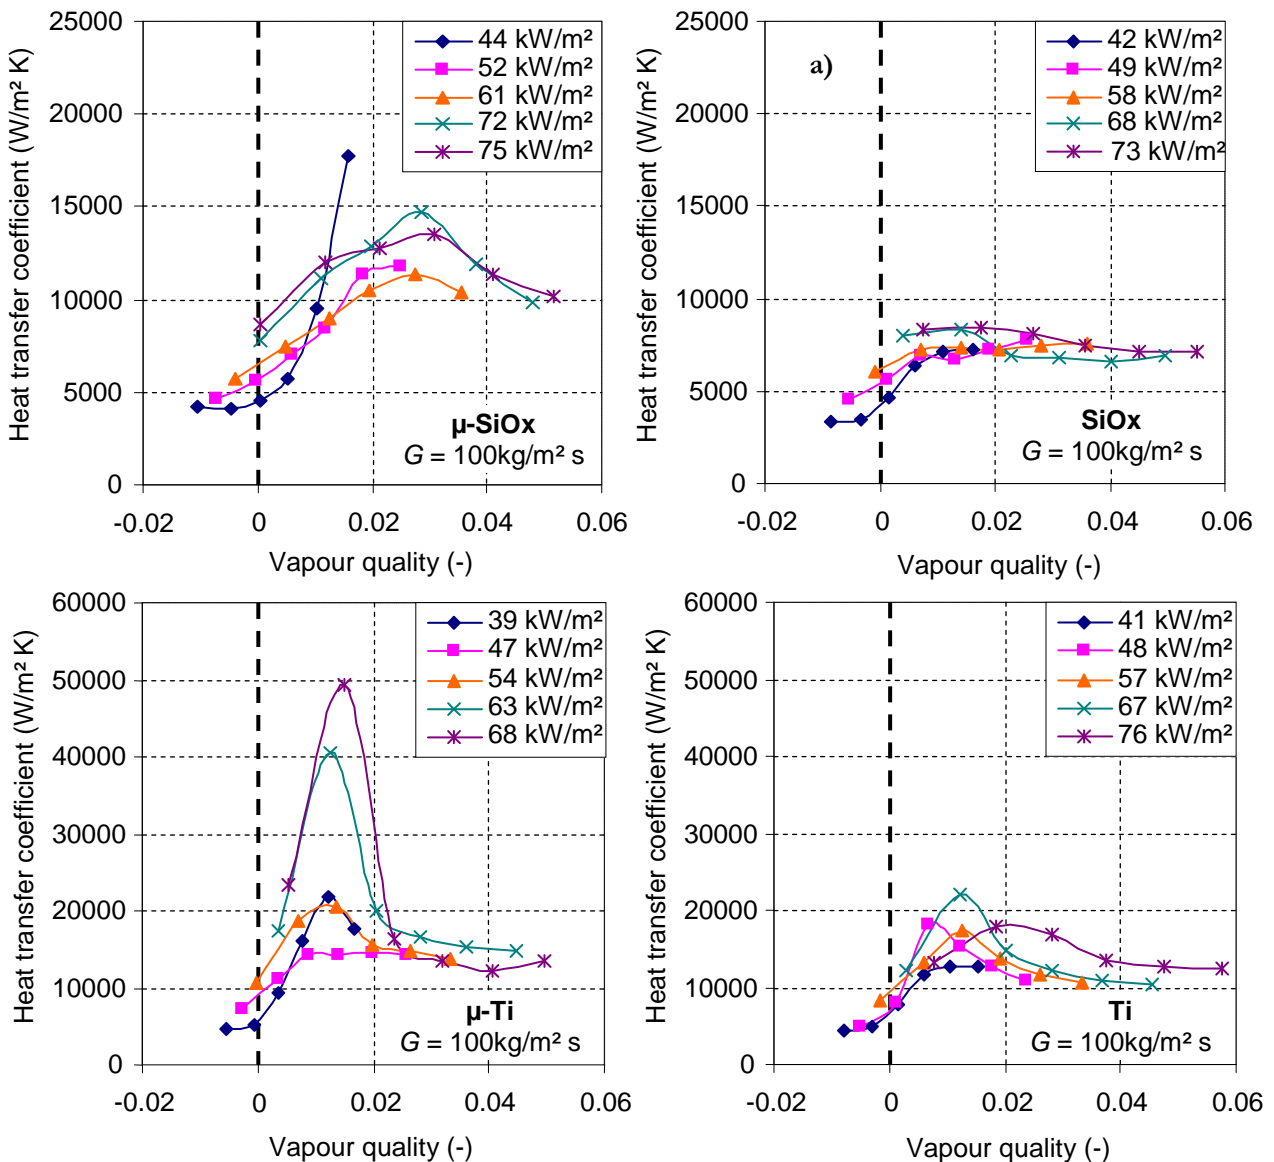 Heat transfer coefficient (W/m² K)
25000
20000
15000
10000
5000
0
-0.02
0
0.02
0.04
0.06
Vapour quality (-)
44 kW/m²
52 kW/m²
61 kW/m²
72 kW/m²
75 kW/m²
µ-SiOx
G = 100kg/m² s
Heat transfer coefficient (W/m² K)
25000
20000
15000
10000
5000
0
-0.02
0
0.02
0.04
0.06
Vapour quality (-)
a)
42 kW/m²
49 kW/m²
58 kW/m²
68 kW/m²
73 kW/m²
SiOx
G = 100kg/m² s
Heat transfer coefficient (W/m² K)
60000
50000
40000
30000
20000
10000
0
-0.02
0
0.02
0.04
0.06
Vapour quality (-)
39 kW/m²
47 kW/m²
54 kW/m²
63 kW/m²
68 kW/m²
µ-Ti
G = 100kg/m² s
Heat transfer coefficient (W/m² K)
60000
50000
40000
30000
20000
10000
0
-0.02
0
0.02
0.04
0.06
Vapour quality (-)
41 kW/m²
48 kW/m²
57 kW/m²
67 kW/m²
76 kW/m²
Ti
G = 100kg/m² s